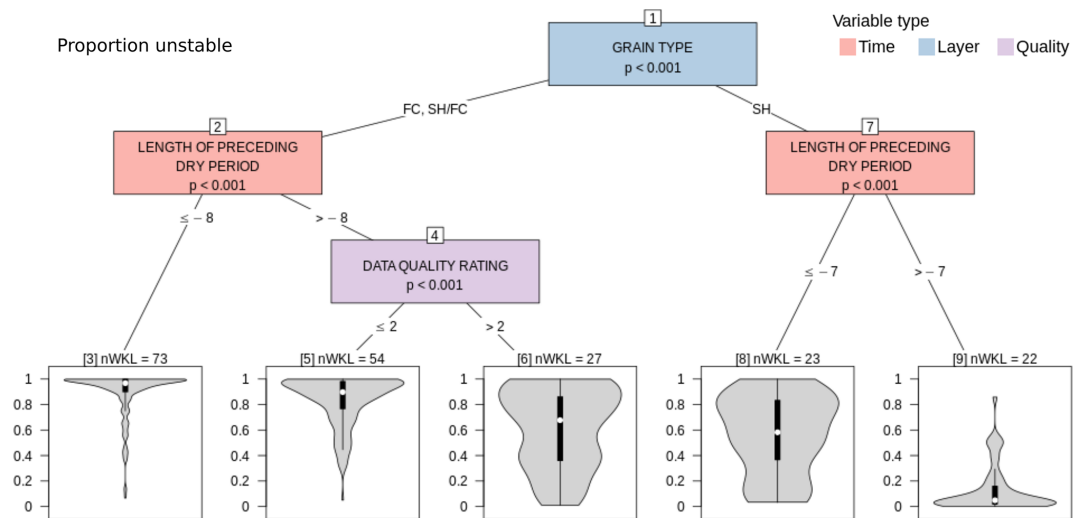 Proportion unstable
Variable type
Time
Layer
Quality
1
GRAIN TYPE
p < 0.001
FC, SH/FC
SH
2
LENGTH OF PRECEDING
DRY PERIOD
p < 0.001
7
LENGTH OF PRECEDING
DRY PERIOD
p < 0.001
≤ − 8
> − 8
4
DATA QUALITY RATING
p < 0.001
≤ − 7
> − 7
≤ 2
> 2
[3] nWKL = 73
1
0.8
0.6
0.4
0.2
0
[5] nWKL = 54
1
0.8
0.6
0.4
0.2
0
[6] nWKL = 27
1
0.8
0.6
0.4
0.2
0
[8] nWKL = 23
1
0.8
0.6
0.4
0.2
0
[9] nWKL = 22
1
0.8
0.6
0.4
0.2
0